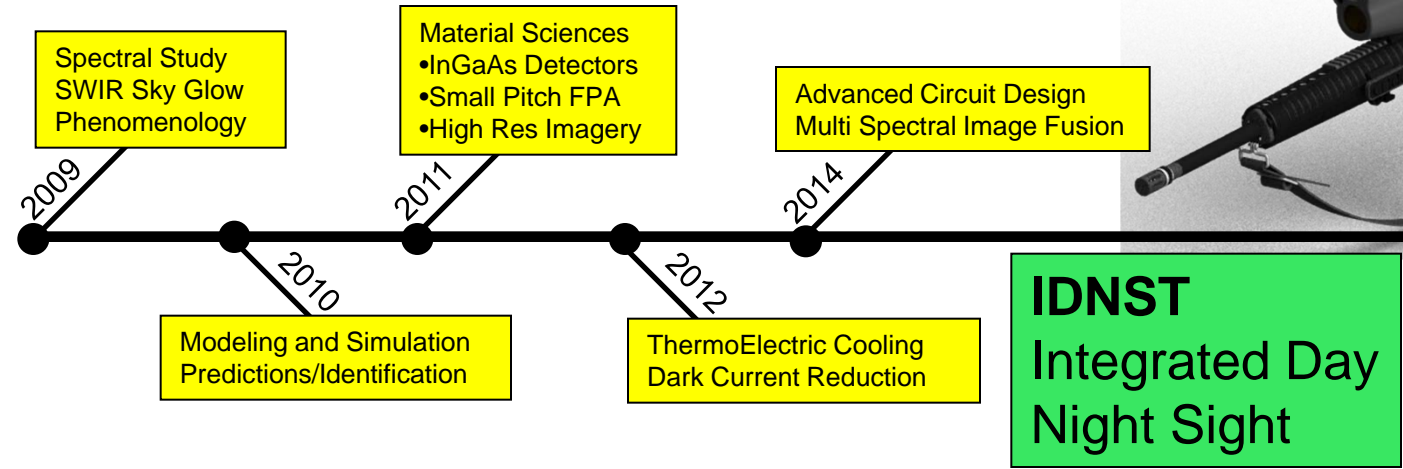 Spectral Study
SWIR Sky Glow
Phenomenology
2009
2010
Modeling and Simulation
Predictions/Identification
Material Sciences
•InGaAs Detectors
•Small Pitch FPA
•High Res Imagery
2011
2012
ThermoElectric Cooling
Dark Current Reduction
Advanced Circuit Design
Multi Spectral Image Fusion
2014
IDNST
Integrated Day
Night Sight